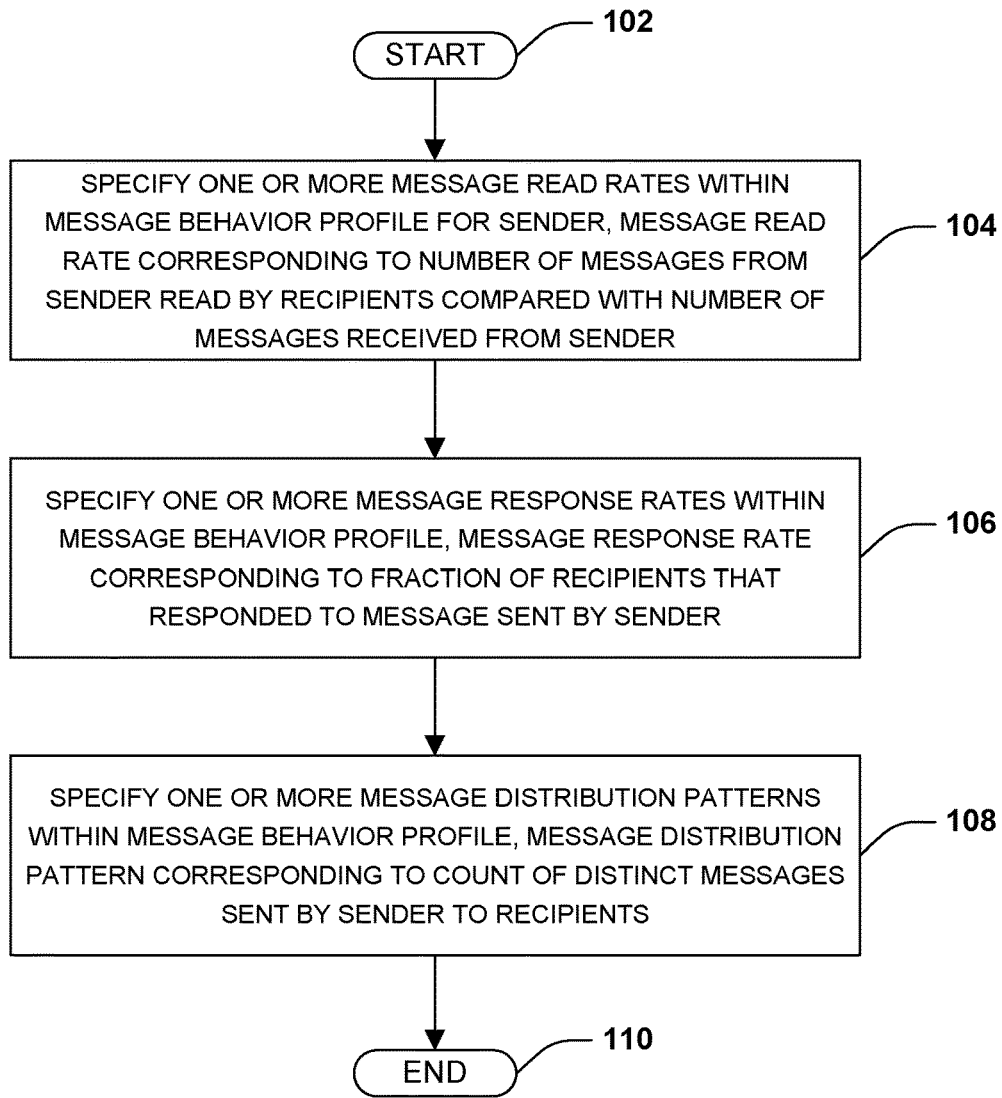 102
START
SPECIFY ONE OR MORE MESSAGE READ RATES WITHIN
MESSAGE BEHAVIOR PROFILE FOR SENDER, MESSAGE READ
RATE CORRESPONDING TO NUMBER OF MESSAGES FROM
SENDER READ BY RECIPIENTS COMPARED WITH NUMBER OF
MESSAGES RECEIVED FROM SENDER
104
SPECIFY ONE OR MORE MESSAGE RESPONSE RATES WITHIN
MESSAGE BEHAVIOR PROFILE, MESSAGE RESPONSE RATE
CORRESPONDING TO FRACTION OF RECIPIENTS THAT
RESPONDED TO MESSAGE SENT BY SENDER
106
SPECIFY ONE OR MORE MESSAGE DISTRIBUTION PATTERNS
WITHIN MESSAGE BEHAVIOR PROFILE, MESSAGE DISTRIBUTION
PATTERN CORRESPONDING TO COUNT OF DISTINCT MESSAGES
SENT BY SENDER TO RECIPIENTS
108
110
END